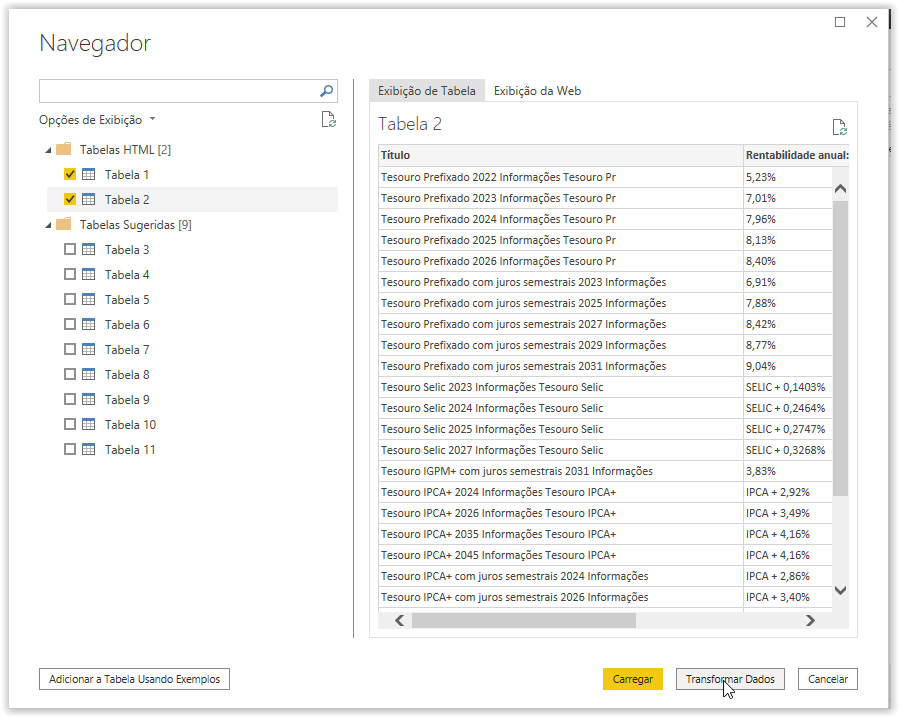 Navegador
Opções de Exibição
Tabelas HTML [2]
Tabela 1
Tabela 2
Tabelas Sugeridas [9]
Tabela 3
Tabela 4
Tabela 5
Tabela 6
Tabela 7
Tabela 8
Tabela 9
Tabela 10
Tabela 11
Exibição de Tabela Exibição da Web
Tabela 2
Título Rentabilidade anual:
Tesouro Prefixado 2022 Informações Tesouro Pr 5,23%
Tesouro Prefixado 2023 Informações Tesouro Pr 7,01%
Tesouro Prefixado 2024 Informações Tesouro Pr 7,96%
Tesouro Prefixado 2025 Informações Tesouro Pr 8,13%
Tesouro Prefixado 2026 Informações Tesouro Pr 8,40%
Tesouro Prefixado com juros semestrais 2023 Informações 6,91%
Tesouro Prefixado com juros semestrais 2025 Informações 7,88%
Tesouro Prefixado com juros semestrais 2027 Informações 8,42%
Tesouro Prefixado com juros semestrais 2029 Informações 8,77%
Tesouro Prefixado com juros semestrais 2031 Informações 9,04%
Tesouro Selic 2023 Informações Tesouro Selic SELIC + 0,1403%
Tesouro Selic 2024 Informações Tesouro Selic SELIC + 0,2464%
Tesouro Selic 2025 Informações Tesouro Selic SELIC + 0,2747%
Tesouro Selic 2027 Informações Tesouro Selic SELIC + 0,3268%
Tesouro IGPM+ com juros semestrais 2031 Informações 3,83%
Tesouro IPCA+ 2024 Informações Tesouro IPCA+ IPCA + 2,92%
Tesouro IPCA+ 2026 Informações Tesouro IPCA+ IPCA + 3,49%
Tesouro IPCA+ 2035 Informações Tesouro IPCA+ IPCA + 4,16%
Tesouro IPCA+ 2045 Informações Tesouro IPCA+ IPCA + 4,16%
Tesouro IPCA+ com juros semestrais 2024 Informações IPCA + 2,86%
Tesouro IPCA+ com juros semestrais 2026 Informações IPCA + 3,40%
Adicionar a Tabela Usando Exemplos Carregar Transformar Dados Cancelar